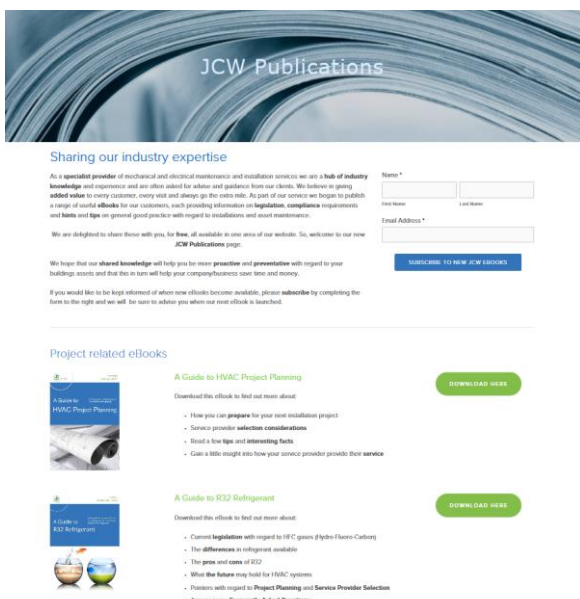 JCW Publications
Sharing our industry expertise
As a specialist provider of mechanical and electrical maintenance and installation services we are a hub of industry
knowledge and experience and are often asked for advise and guidance from our clients. We believe in giving
added value to every customer, every visit and always go the extra mile. As part of our service we began to publish
a range of useful eBooks for our customers, each providing information on legislation, compliance requirements
and hints and tips on general good practice with regard to installations and asset maintenance.
We are delighted to share these with you, for free, all available in one area of our website. So, welcome to our new
JCW Publications page.
We hope that our shared knowledge will help you be more proactive and preventative with regard to your
buildings assets and that this in turn will help your company/business save time and money.
If you would like to be kept informed of when new eBooks become available, please subscribe by completing the
form to the right and we will be sure to advise you when our next eBook is launched.
Name *
First Name
Last Name
Email Address *
SUBSCRIBE TO NEW JCW EBOOKS
Project related eBooks
A Guide to
HVAC Project Planning
A Guide to HVAC Project Planning
Download this eBook to find out more about:
• How you can prepare for your next installation project
• Service provider selection considerations
• Read a few tips and interesting facts
• Gain a little insight into how your service provider provide their service
DOWNLOAD HERE
A Guide to
R32 Refrigerant
A Guide to R32 Refrigerant
Download this eBook to find out more about:
• Current legislation with regard to HFC gases (Hydro-Fluoro-Carbon)
• The differences in refrigerant available
• The pros and cons of R32
• What the future may hold for HVAC systems
• Pointers with regard to Project Planning and Service Provider Selection
DOWNLOAD HERE